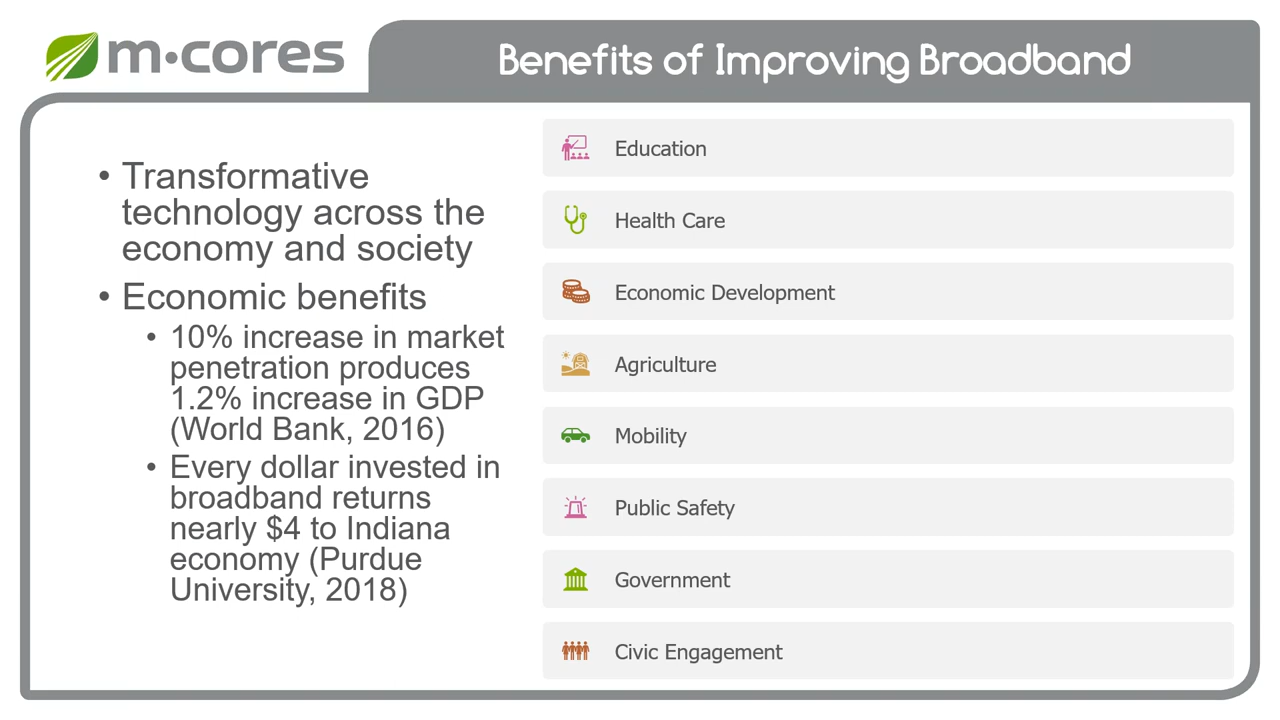 m·cores
Benefits of Improving Broadband
• Transformative
technology across the
economy and society
• Economic benefits
• 10% increase in market
penetration produces
1.2% increase in GDP
(World Bank, 2016)
• Every dollar invested in
broadband returns
nearly $4 to Indiana
economy (Purdue
University, 2018)
Education
Health Care
Economic Development
Agriculture
Mobility
Public Safety
Government
Civic Engagement